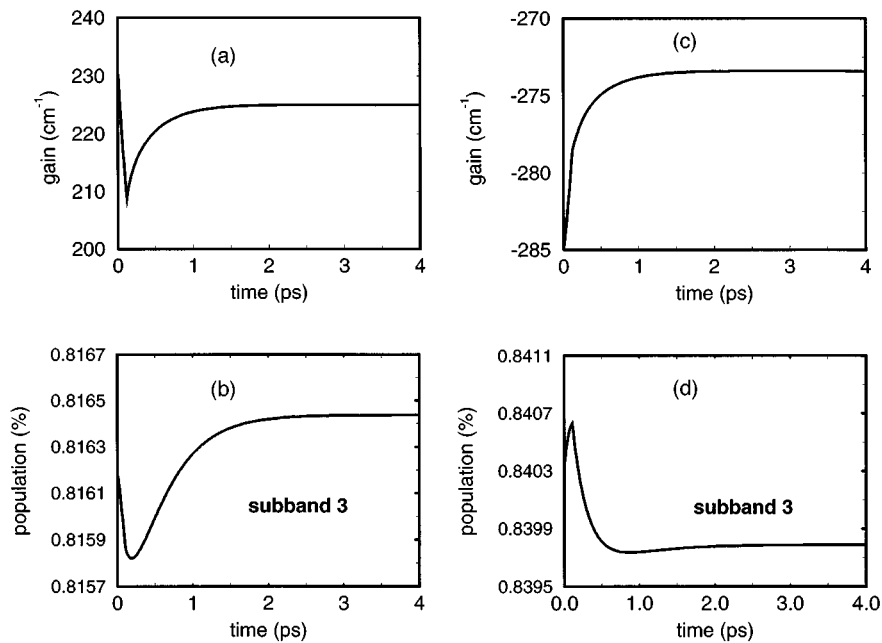 (a)
gain (cm⁻¹)
240
230
220
210
200
0 1 2 3 4
time (ps)
(c)
gain (cm⁻¹)
-270
-275
-280
-285
0 1 2 3 4
time (ps)
(b)
population (%)
0.8167
0.8165
0.8163
0.8161
0.8159
0.8157
subband 3
0 1 2 3 4
time (ps)
(d)
population (%)
0.8411
0.8407
0.8403
0.8399
0.8395
subband 3
0.0 1.0 2.0 3.0 4.0
time (ps)